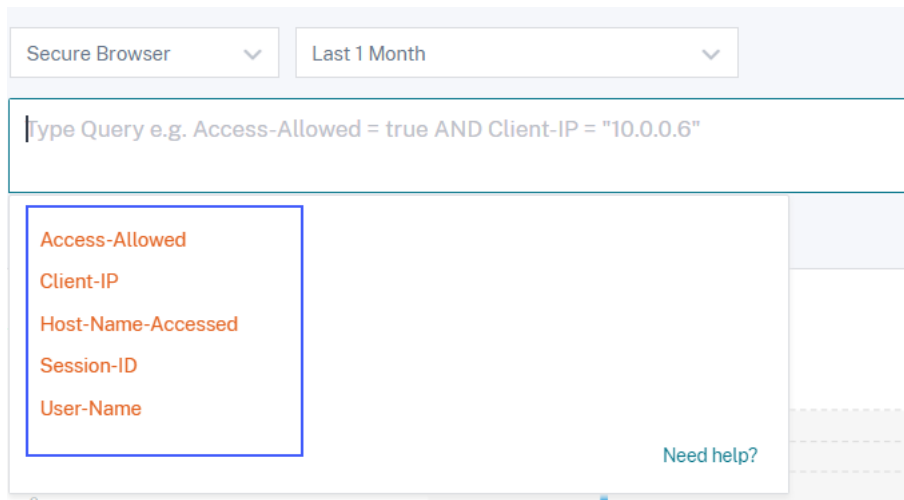 Secure Browser
Last 1 Month
Type Query e.g. Access-Allowed = true AND Client-IP = "10.0.0.6"
Access-Allowed
Client-IP
Host-Name-Accessed
Session-ID
User-Name
Need help?